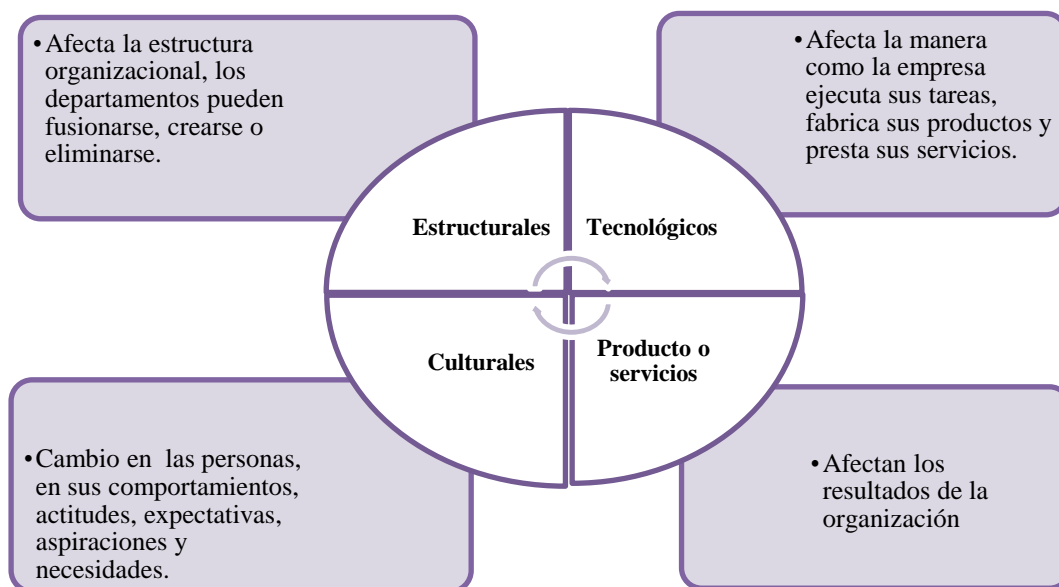 •Afecta la estructura
organizacional, los
departamentos pueden
fusionarse, crearse o
eliminarse.
•Afecta la manera
como la empresa
ejecuta sus tareas,
fabrica sus productos y
presta sus servicios.
Estructurales
Tecnológicos
Culturales
Producto o
servicios
•Cambio en las personas,
en sus comportamientos,
actitudes, expectativas,
aspiraciones y
necesidades.
•Afectan los
resultados de la
organización